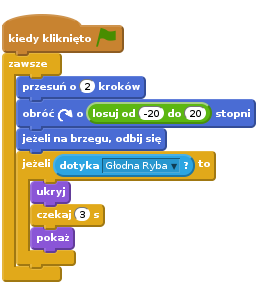 kiedy kliknięto
zawsze
przesuń o 2 kroków
obróć o losuj od -20 do 20 stopni
jeżeli na brzegu, odbij się
jeżeli dotyka Głodna Ryba ? to
ukryj
czekaj 3 s
pokaż